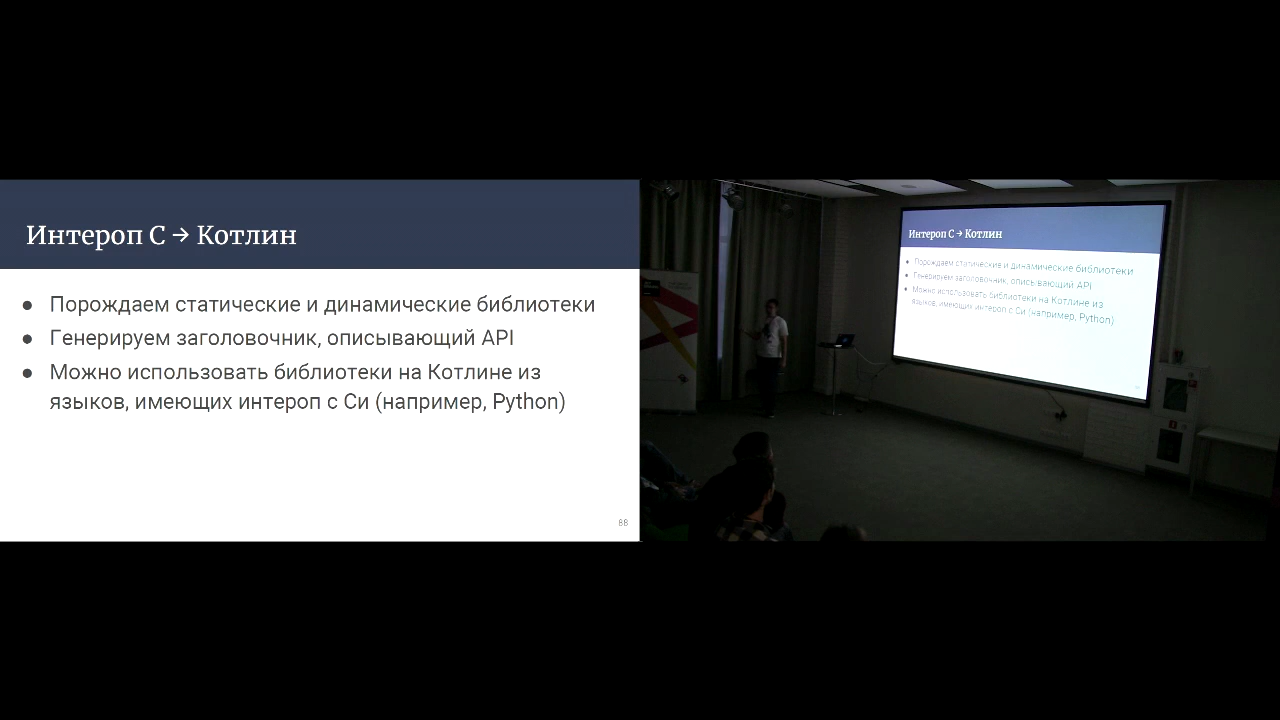 Интероп C → Котлин
● Порождаем статические и динамические библиотеки
● Генерируем заголовочник, описывающий API
● Можно использовать библиотеки на Котлине из
языков, имеющих интероп с Си (например, Python)
88
Интероп C → Котлин
● Порождаем статические и динамические библиотеки
● Генерируем заголовочник, описывающий API
● Можно использовать библиотеки на Котлине из
языков, имеющих интероп с Си (например, Python)